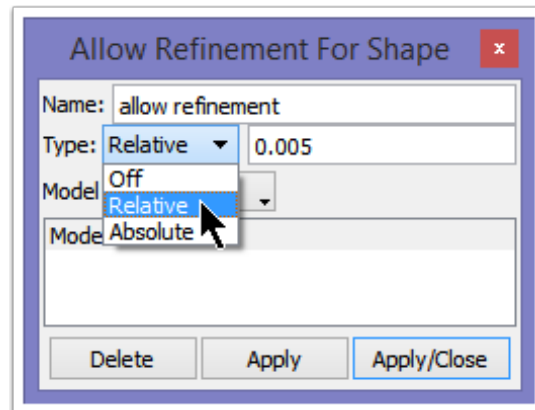 Allow Refinement For Shape x
Name: allow refinement
Type: Relative 0.005
Off
Model
Relative
Absolute
Mode
Delete Apply Apply/Close